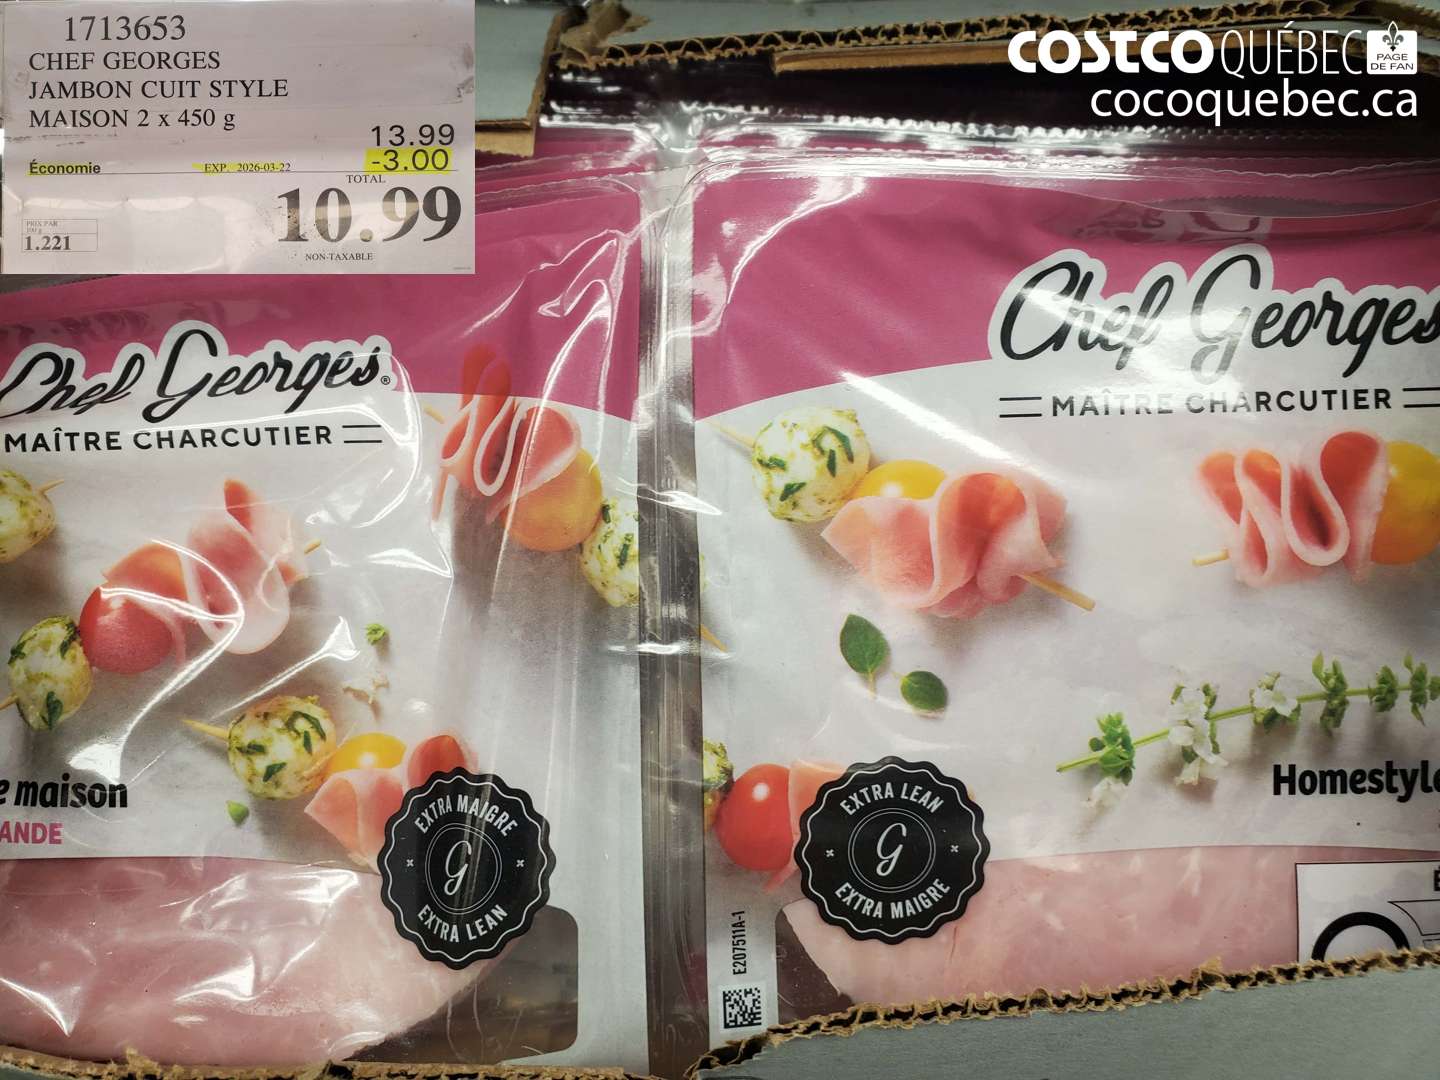 1713653
CHEF GEORGES
JAMBON CUIT STYLE
MAISON 2 x 450 g
13.99
Économie EXP. 2026-03-22 -3.00
TOTAL
10.99
PRIX PAR
100 g
1.221
NON-TAXABLE
COSTCO QUÉBEC PAGE DE FAN
cocoquebec.ca
Chef Georges®
MAÎTRE CHARCUTIER
e maison
ANDE
EXTRA MAIGRE
G
EXTRA LEAN
Chef Georges
MAÎTRE CHARCUTIER
Homestyle
EXTRA LEAN
G
EXTRA MAIGRE
E207511A-1